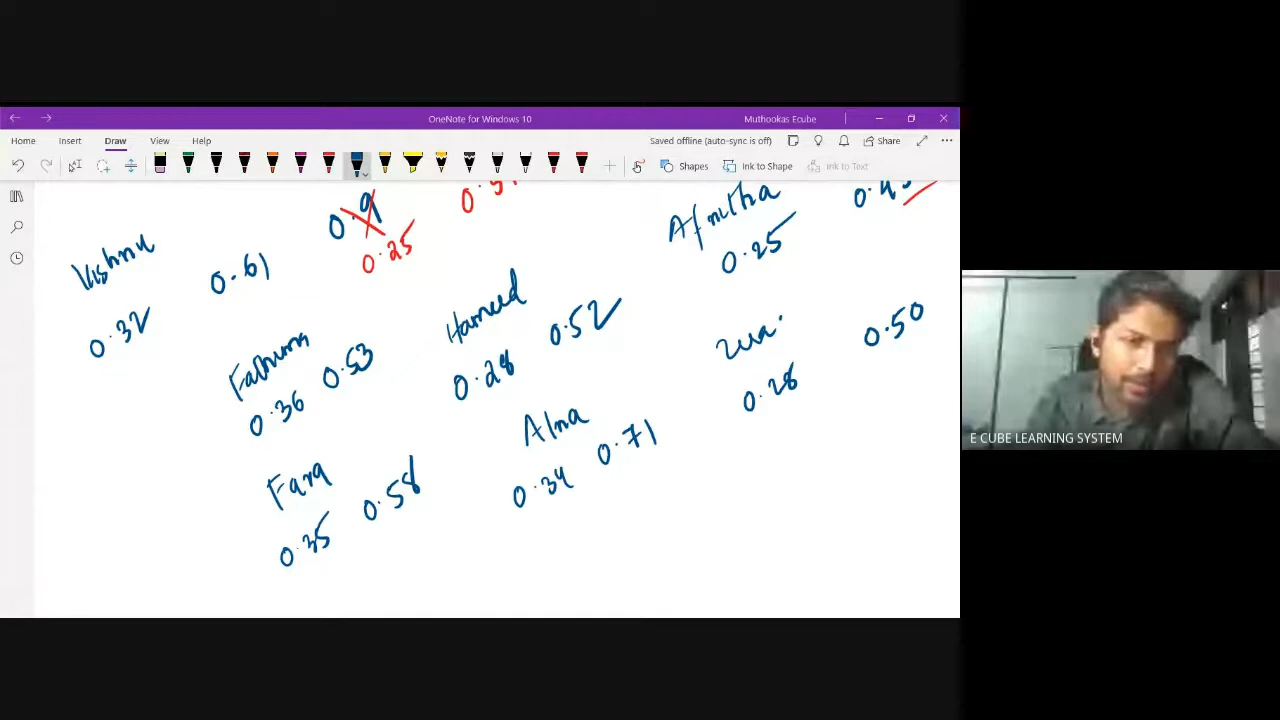 OneNote for Windows 10
Muthookas Ecube
Home Insert Draw View Help
Saved offline (auto-sync is off)
Share
Shapes
Ink to Shape
Ink to Text
0.9
0.25
0.25
Vishnu
0.61
0.32
Hameed
0.52
0.28
0.50
0.28
Fathima
0.53
0.36
Alna
0.71
0.34
Fara
0.58
0.35
E CUBE LEARNING SYSTEM